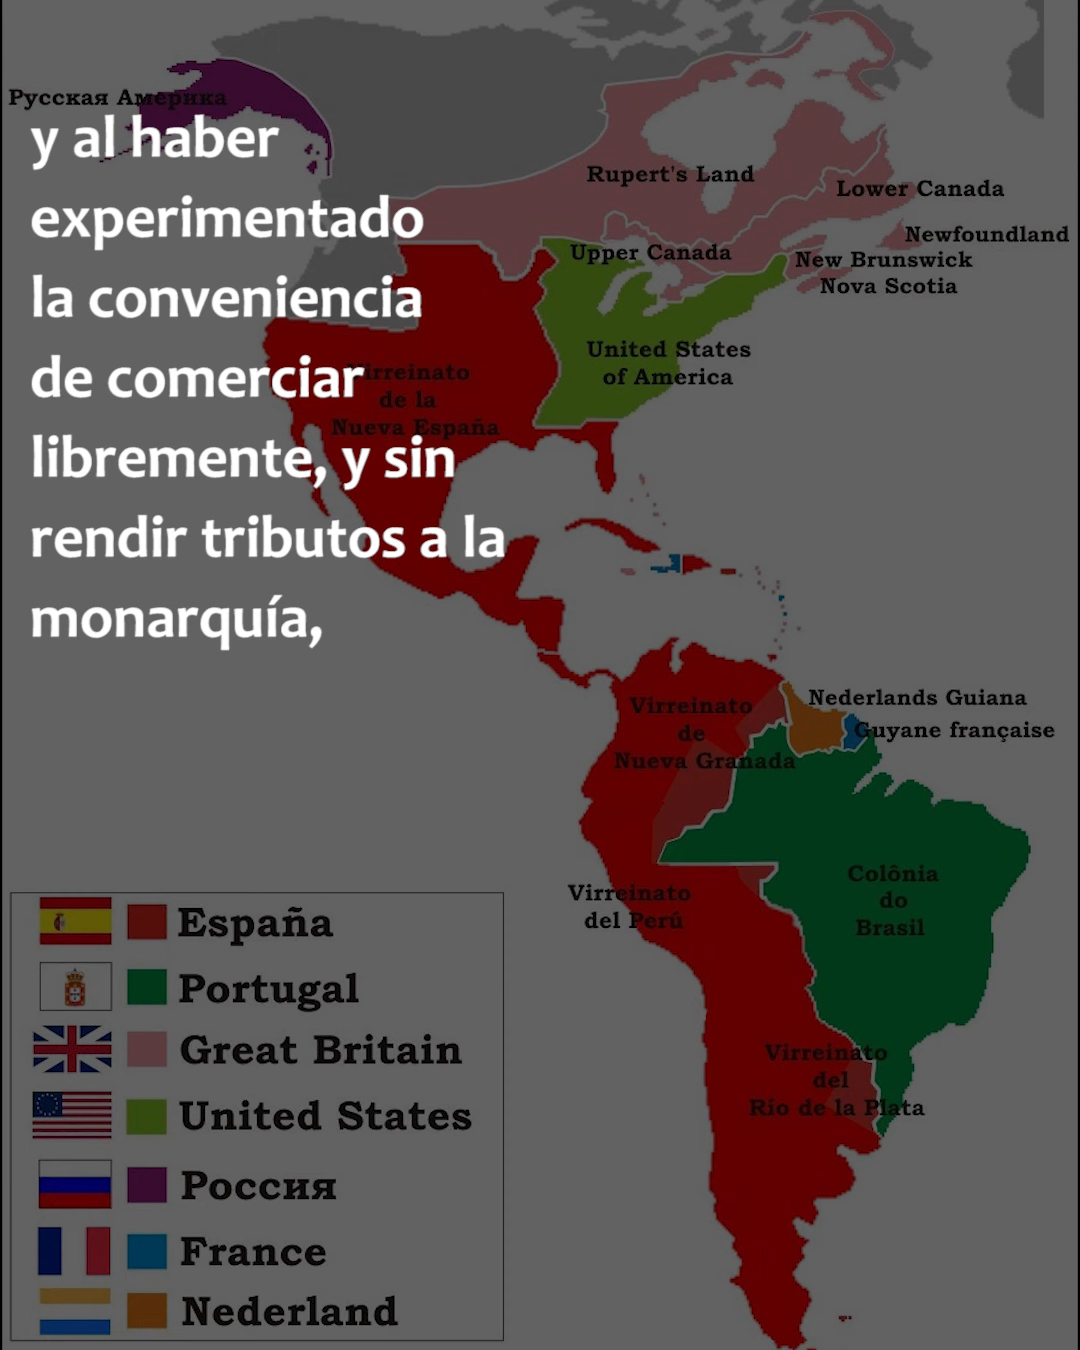 Русская Америка
y al haber
experimentado
la conveniencia
de comerciar
libremente, y sin
rendir tributos a la
monarquía,
Rupert's Land
Lower Canada
Newfoundland
Upper Canada
New Brunswick
Nova Scotia
United States
of America
Virreinato
de la
Nueva España
Nederlands Guiana
Guyane française
Virreinato
de
Nueva Granada
Colônia
do
Brasil
Virreinato
del Perú
Virreinato
del
Río de la Plata
España
Portugal
Great Britain
United States
Россия
France
Nederland